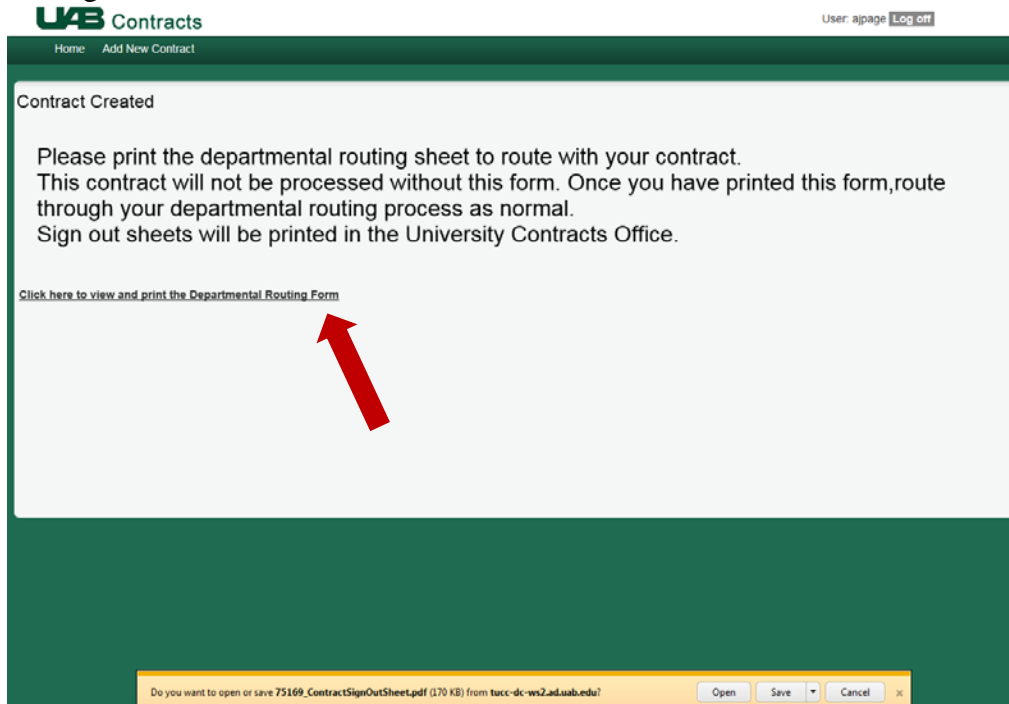 UAB Contracts
User: ajpage Log off
Home Add New Contract
Contract Created
Please print the departmental routing sheet to route with your contract.
This contract will not be processed without this form. Once you have printed this form,route
through your departmental routing process as normal.
Sign out sheets will be printed in the University Contracts Office.
Click here to view and print the Departmental Routing Form
Do you want to open or save 75169_ContractSignOutSheet.pdf (170 KB) from tucc-dc-ws2.ad.uab.edu? Open Save Cancel x